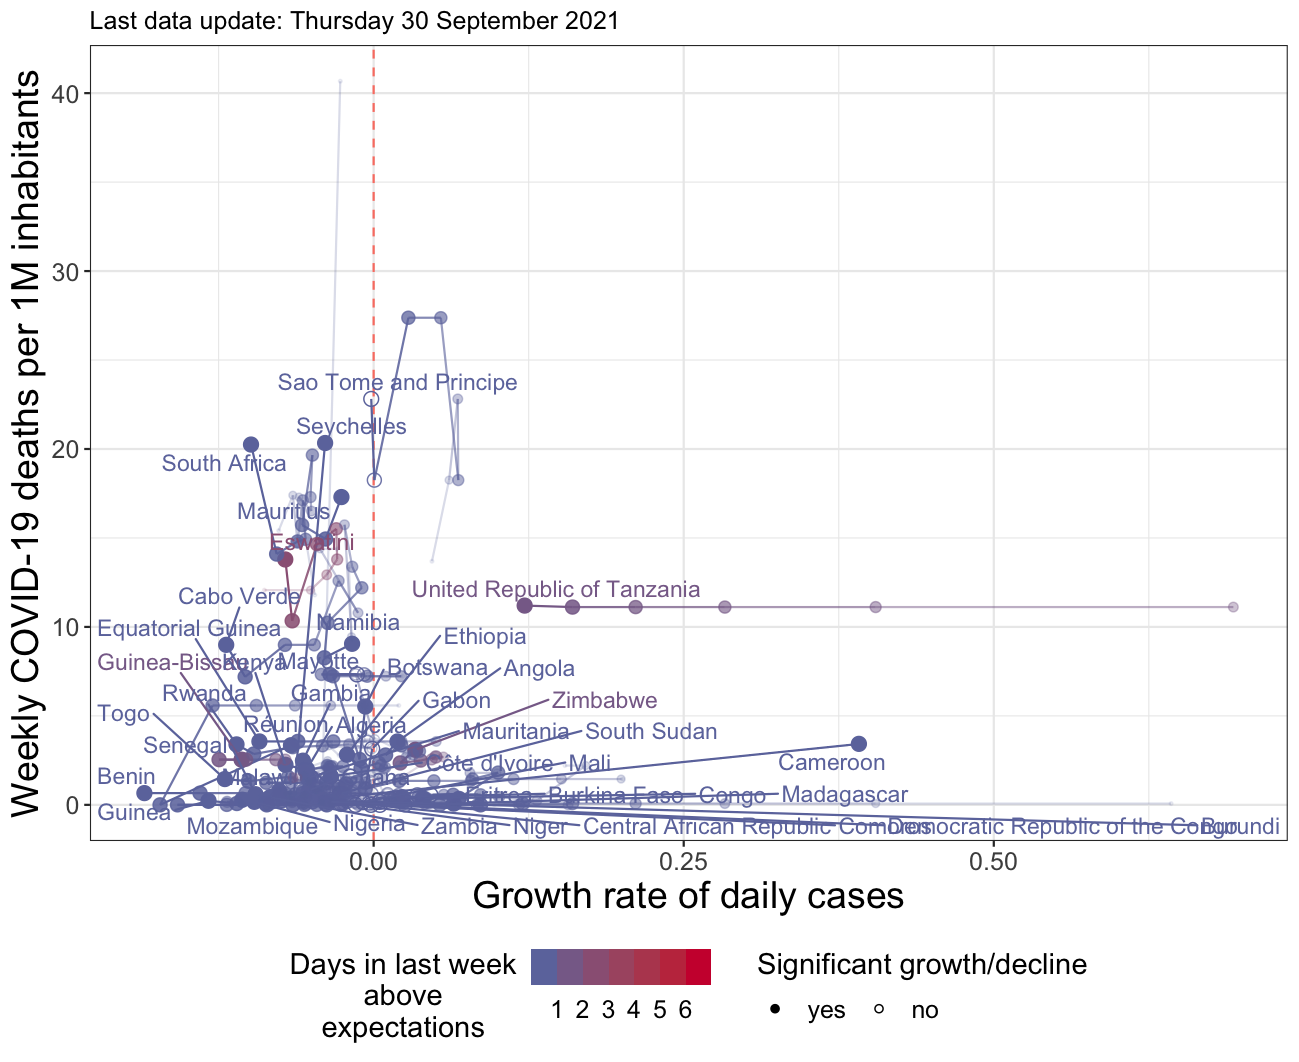 Last data update: Thursday 30 September 2021
Weekly COVID-19 deaths per 1M inhabitants
40
30
20
10
0
Sao Tome and Principe
Seychelles
South Africa
Mauritius
Eswatini
United Republic of Tanzania
Cabo Verde
Namibia
Equatorial Guinea
Ethiopia
Guinea-Bissau
Kenya
Mayotte
Botswana
Angola
Rwanda
Gambia
Gabon
Zimbabwe
Togo
Réunion
Algeria
Mauritania
South Sudan
Senegal
Cameroon
Côte d'Ivoire
Mali
Benin
Malawi
Ghana
Eritrea
Burkina Faso
Congo
Madagascar
Guinea
Mozambique
Nigeria
Zambia
Niger
Central African Republic
Comoros
Democratic Republic of the Congo
Burundi
0.00
0.25
0.50
Growth rate of daily cases
Days in last week
above
expectations
1 2 3 4 5 6
Significant growth/decline
yes
no